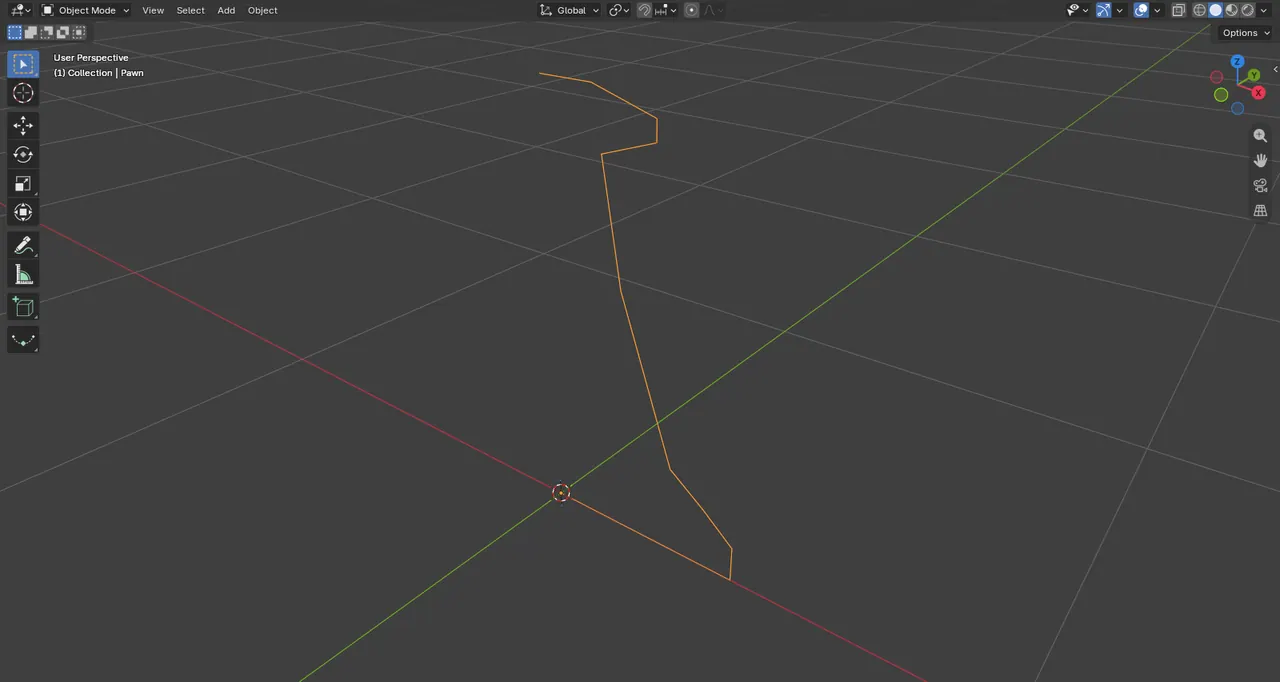 Object Mode View Select Add Object Global
Options
User Perspective
(1) Collection | Pawn
Z
Y
X